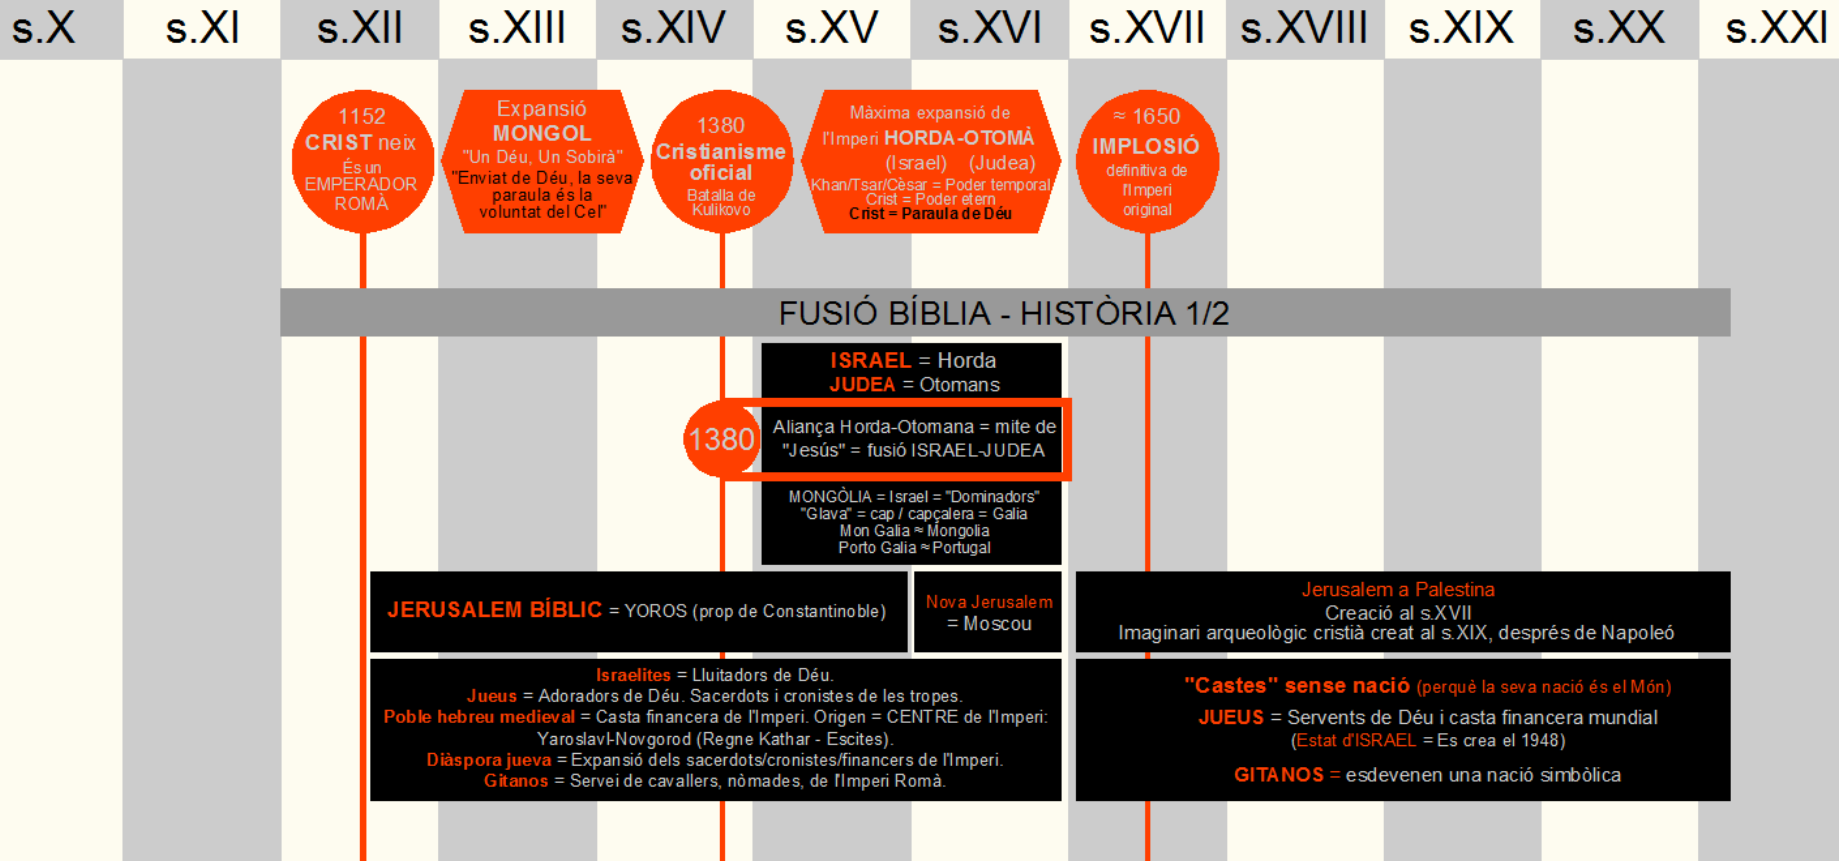 s.X
s.XI
s.XII
s.XIII
s.XIV
s.XV
s.XVI
s.XVII
s.XVIII
s.XIX
s.XX
s.XXI
1152
CRIST neix
És un
EMPERADOR
ROMÀ
Expansió
MONGOL
"Un Déu, Un Sobirà"
"Enviat de Déu, la seva
paraula és la
voluntat del Cel"
1380
Cristianisme
oficial
Batalla de
Kulikovo
Màxima expansió de
l'Imperi HORDA-OTOMÀ
(Israel) (Judea)
Khan/Tsar/Cèsar = Poder temporal
Crist = Poder etern
Crist = Paraula de Déu
≈ 1650
IMPLOSIÓ
definitiva de
l'Imperi
original
FUSIÓ BÍBLIA - HISTÒRIA 1/2
ISRAEL = Horda
JUDEA = Otomans
1380
Aliança Horda-Otomana = mite de
"Jesús" = fusió ISRAEL-JUDEA
MONGÒLIA = Israel = "Dominadors"
"Glava" = cap / capçalera = Galia
Mon Galia ≈ Mongolia
Porto Galia ≈ Portugal
JERUSALEM BÍBLIC = YOROS (prop de Constantinoble)
Nova Jerusalem
= Moscou
Jerusalem a Palestina
Creació al s.XVII
Imaginari arqueològic cristià creat al s.XIX, després de Napoleó
Israelites = Lluitadors de Déu.
Jueus = Adoradors de Déu. Sacerdots i cronistes de les tropes.
Poble hebreu medieval = Casta financera de l'Imperi. Origen = CENTRE de l'Imperi:
Yaroslavl-Novgorod (Regne Kathar - Escites).
Diàspora jueva = Expansió dels sacerdots/cronistes/financers de l'Imperi.
Gitanos = Servei de cavallers, nòmades, de l'Imperi Romà.
"Castes" sense nació (perquè la seva nació és el Món)
JUEUS = Servents de Déu i casta financera mundial
(Estat d'ISRAEL = Es crea el 1948)
GITANOS = esdevenen una nació simbòlica